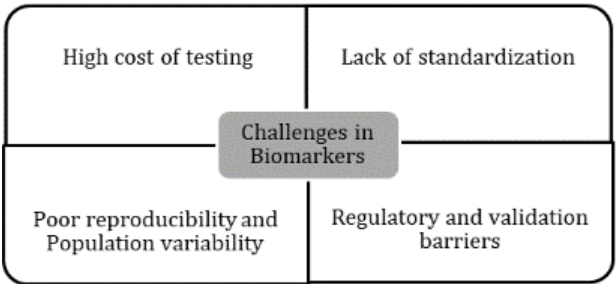 High cost of testing
Lack of standardization
Challenges in
Biomarkers
Poor reproducibility and
Population variability
Regulatory and validation
barriers